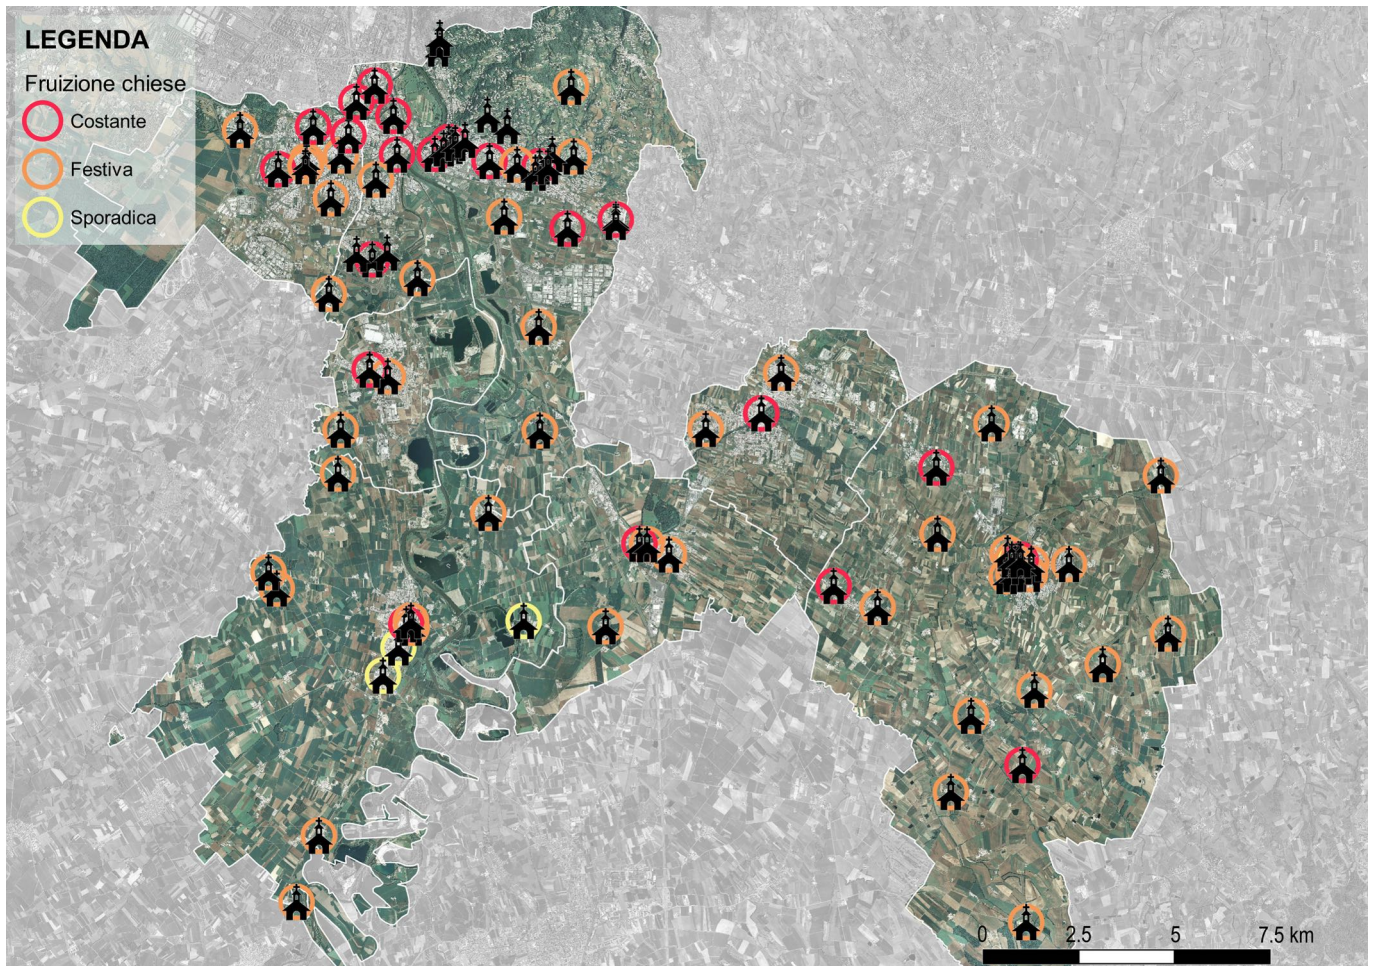 LEGENDA
Fruizione chiese
Costante
Festiva
Sporadica
0 2.5 5 7.5 km